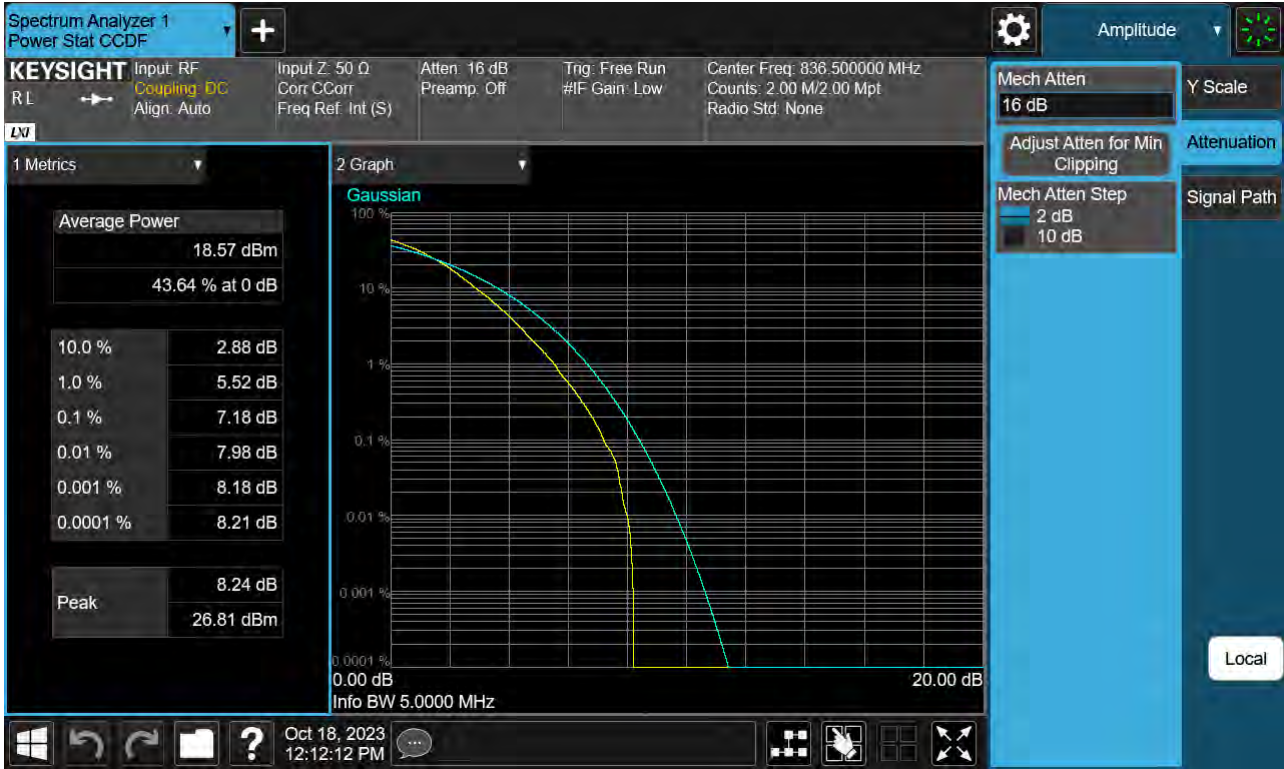 Spectrum Analyzer 1
Power Stat CCDF
Amplitude
KEYSIGHT
R L
LXI
Input: RF
Coupling: DC
Align: Auto
Input Z: 50 Ω
Corr CCorr
Freq Ref: Int (S)
Atten: 16 dB
Preamp: Off
Trig: Free Run
#IF Gain: Low
Center Freq: 836.500000 MHz
Counts: 2.00 M/2.00 Mpt
Radio Std: None
Mech Atten
16 dB
Adjust Atten for Min
Clipping
Mech Atten Step
2 dB
10 dB
Y Scale
Attenuation
Signal Path
1 Metrics
Average Power
18.57 dBm
43.64 % at 0 dB
10.0 % 2.88 dB
1.0 % 5.52 dB
0.1 % 7.18 dB
0.01 % 7.98 dB
0.001 % 8.18 dB
0.0001 % 8.21 dB
Peak
8.24 dB
26.81 dBm
2 Graph
Gaussian
100 %
10 %
1 %
0.1 %
0.01 %
0.001 %
0.0001 %
0.00 dB 20.00 dB
Info BW 5.0000 MHz
Local
?
Oct 18, 2023
12:12:12 PM